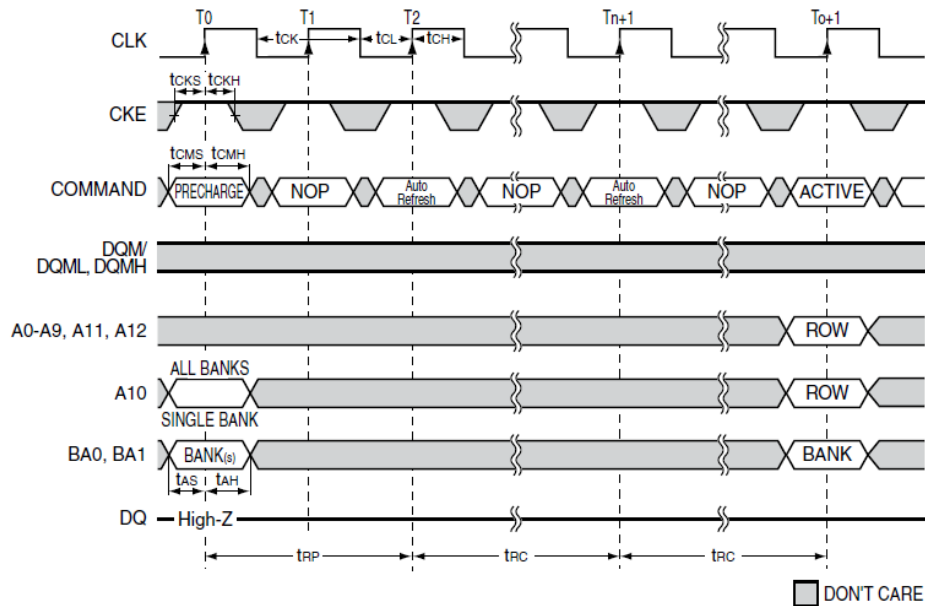 T0 T1 T2 Tn+1 To+1
CLK tCK tCL tCH
tCKS tCKH
CKE
tCMS tCMH
COMMAND PRECHARGE NOP Auto Refresh NOP Auto Refresh NOP ACTIVE
DQM/
DQML, DQMH
A0-A9, A11, A12 ROW
ALL BANKS
A10 ROW
SINGLE BANK
BA0, BA1 BANK(s) BANK
tAS tAH
DQ High-Z
tRP tRC tRC
DON'T CARE